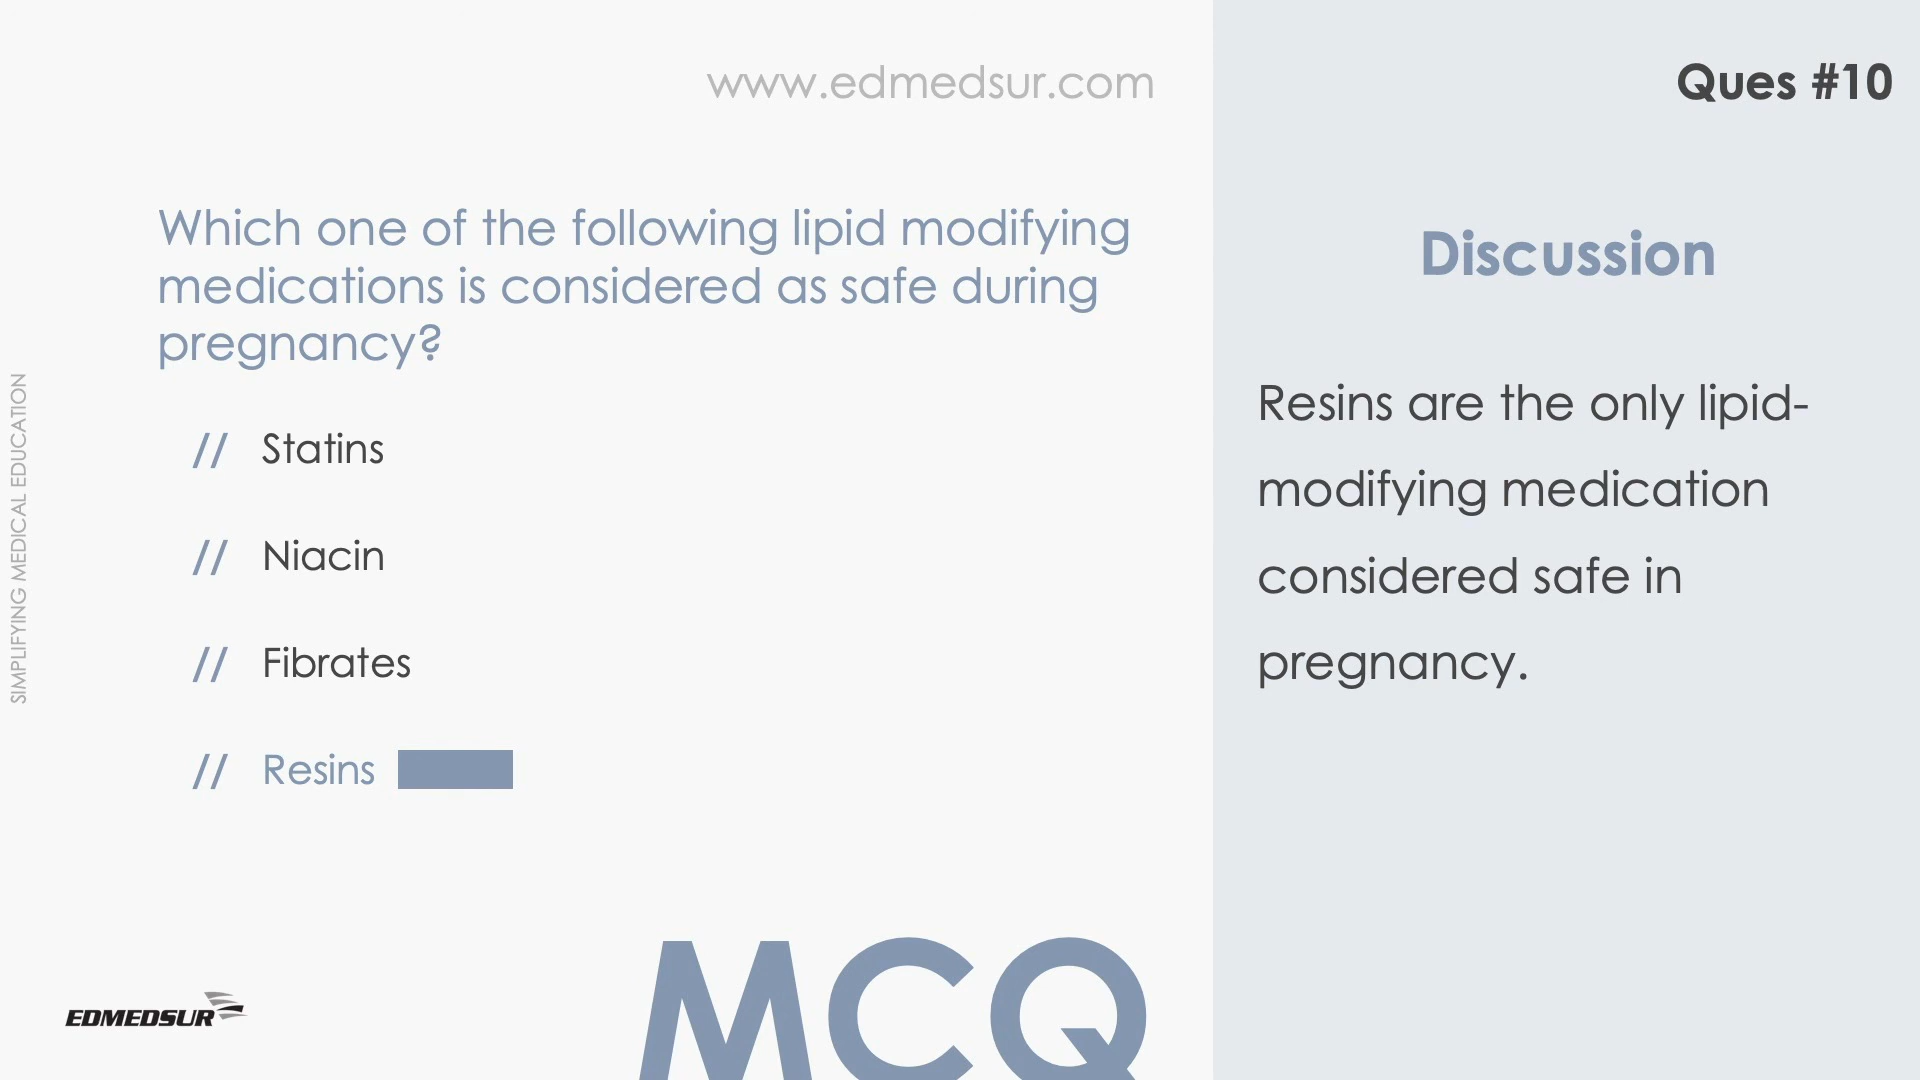 www.edmedsur.com
Ques #10
Which one of the following lipid modifying
medications is considered as safe during
pregnancy?
// Statins
// Niacin
// Fibrates
// Resins
Discussion
Resins are the only lipid-
modifying medication
considered safe in
pregnancy.
SIMPLIFYING MEDICAL EDUCATION
EDMEDSUR
MCQ